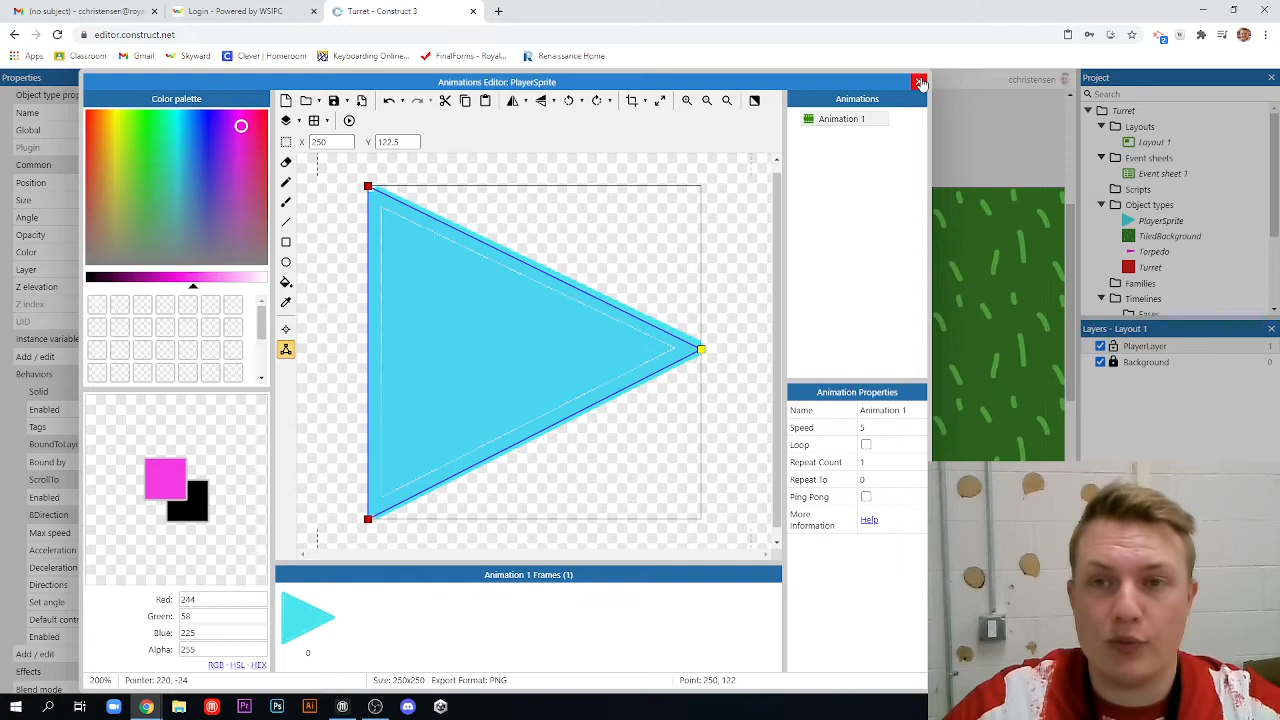 (no subject) - christensen@roy
Login - Powered by WSIPC
Turret - Construct 3
editor.construct.net
Apps
Classroom
Gmail
Skyward
Clever | Homeroom
Keyboarding Online...
FinalForms - Royal...
Renaissance Home
Properties
Animations Editor: PlayerSprite
cchristensen
Project
Object type prop
Name
Global
Plugin
Common
Position
Size
Angle
Opacity
Color
Layer
Z elevation
Z index
UID
Instance variable
Add / edit
Behaviors
Solid
Enabled
Tags
BoundToLayo
Bound by
ScrollTo
Enabled
8Direction
Max speed
Acceleration
Deceleration
Directions
Set angle
Default contr
Enabled
Add / edit
Effects
Blend mode
Color palette
Red: 244
Green: 58
Blue: 225
Alpha: 255
RGB · HSL · HEX
X 250 Y 122.5
Animation 1 Frames (1)
0
Animations
Animation 1
Animation Properties
Name Animation 1
Speed 5
Loop
Repeat Count 1
Repeat To 0
Ping Pong
More Information Help
200% Pointer: 220, -24 Size: 250x250 Export Format: PNG Point: 250, 122
Search
Turret
Layouts
Layout 1
Event sheets
Event sheet 1
Scripts
Object types
PlayerSprite
TiledBackground
Torpedo
Turret
Families
Timelines
Layers - Layout 1
PlayerLayer 1
Background 0